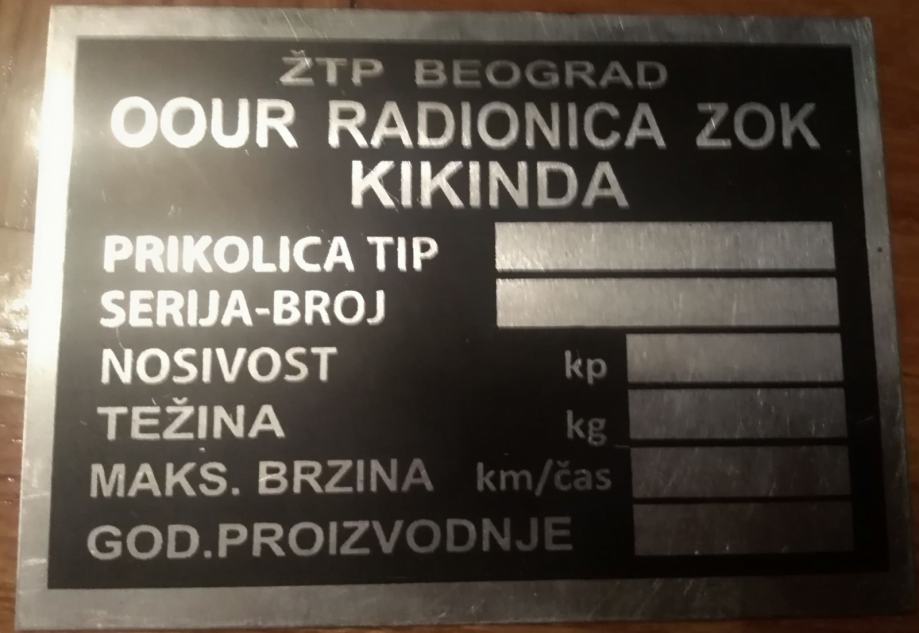 ŽTP BEOGRAD
OOUR RADIONICA ZOK
KIKINDA
PRIKOLICA TIP
SERIJA-BROJ
NOSIVOST kp
TEŽINA kg
MAKS. BRZINA km/čas
GOD.PROIZVODNJE